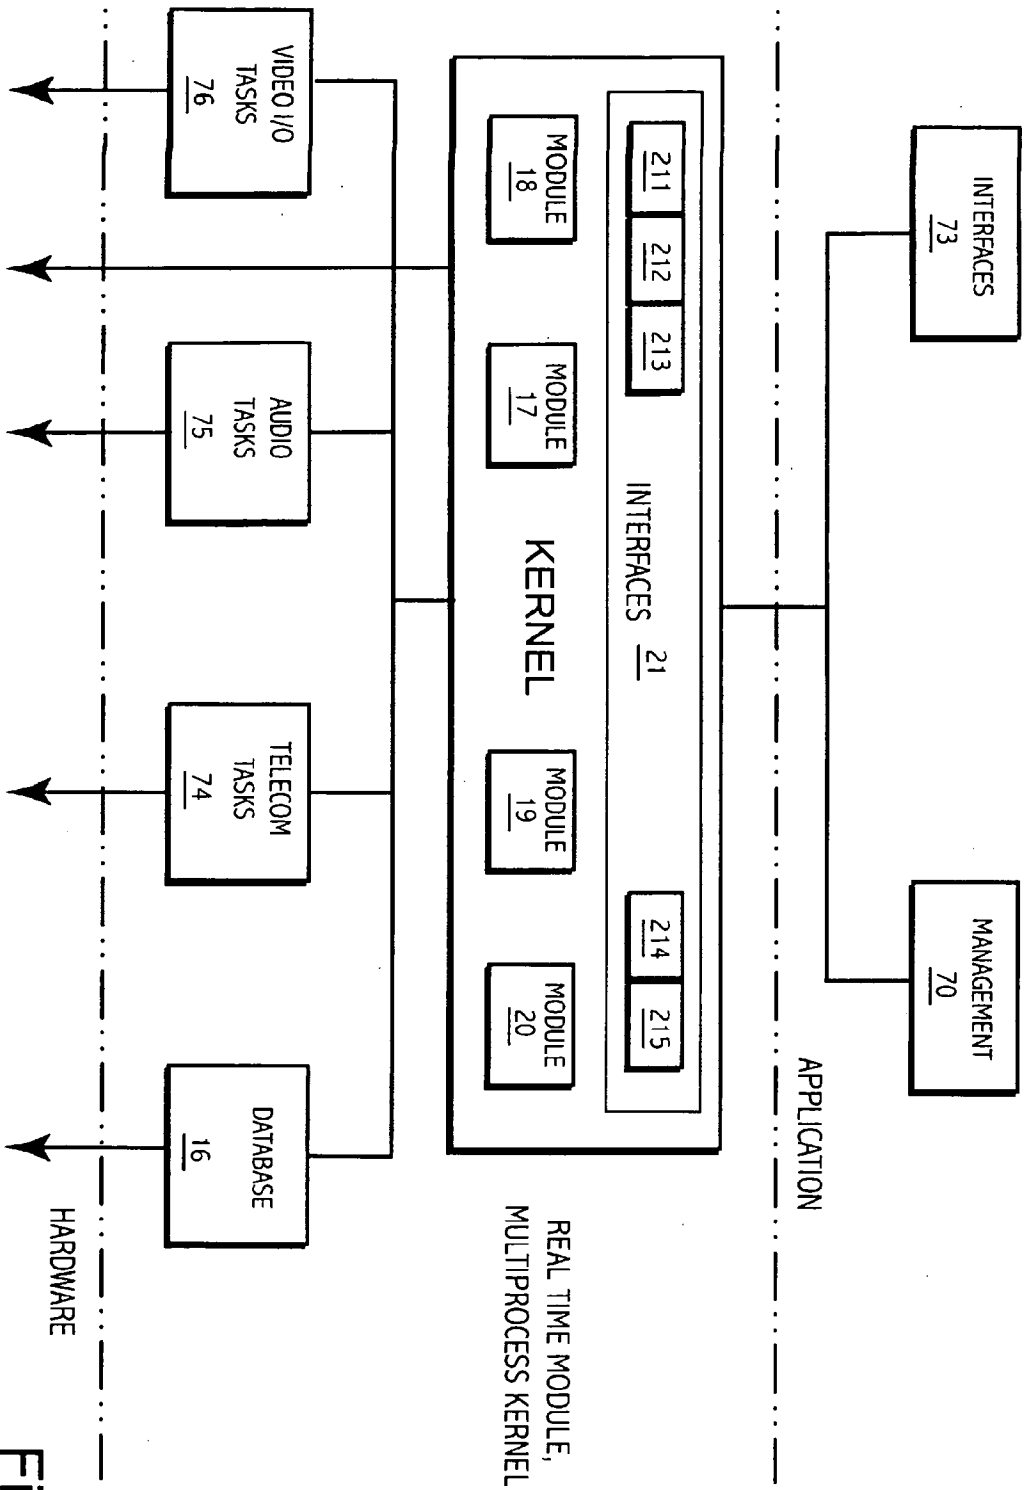 INTERFACES
73
MANAGEMENT
70
APPLICATION
211
212
213
INTERFACES 21
214
215
MODULE
18
MODULE
17
KERNEL
MODULE
19
MODULE
20
REAL TIME MODULE,
MULTIPROCESS KERNEL
VIDEO I/O
TASKS
76
AUDIO
TASKS
75
TELECOM
TASKS
74
DATABASE
16
HARDWARE